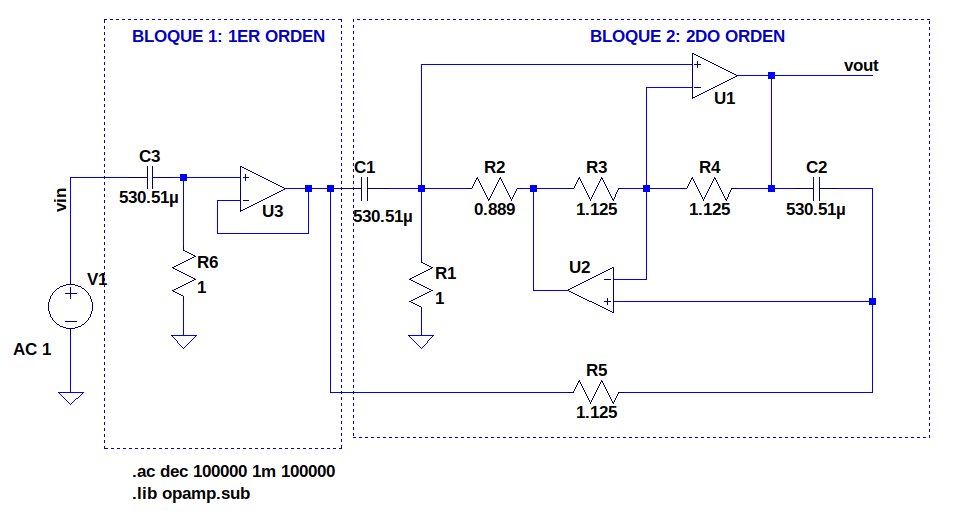 BLOQUE 1: 1ER ORDEN
BLOQUE 2: 2DO ORDEN
vout
U1
C3
C1
R2
R3
R4
C2
vin
530.51µ
U3
530.51µ
0.889
1.125
1.125
530.51µ
R6
1
U2
V1
R1
1
AC 1
R5
1.125
.ac dec 100000 1m 100000
.lib opamp.sub